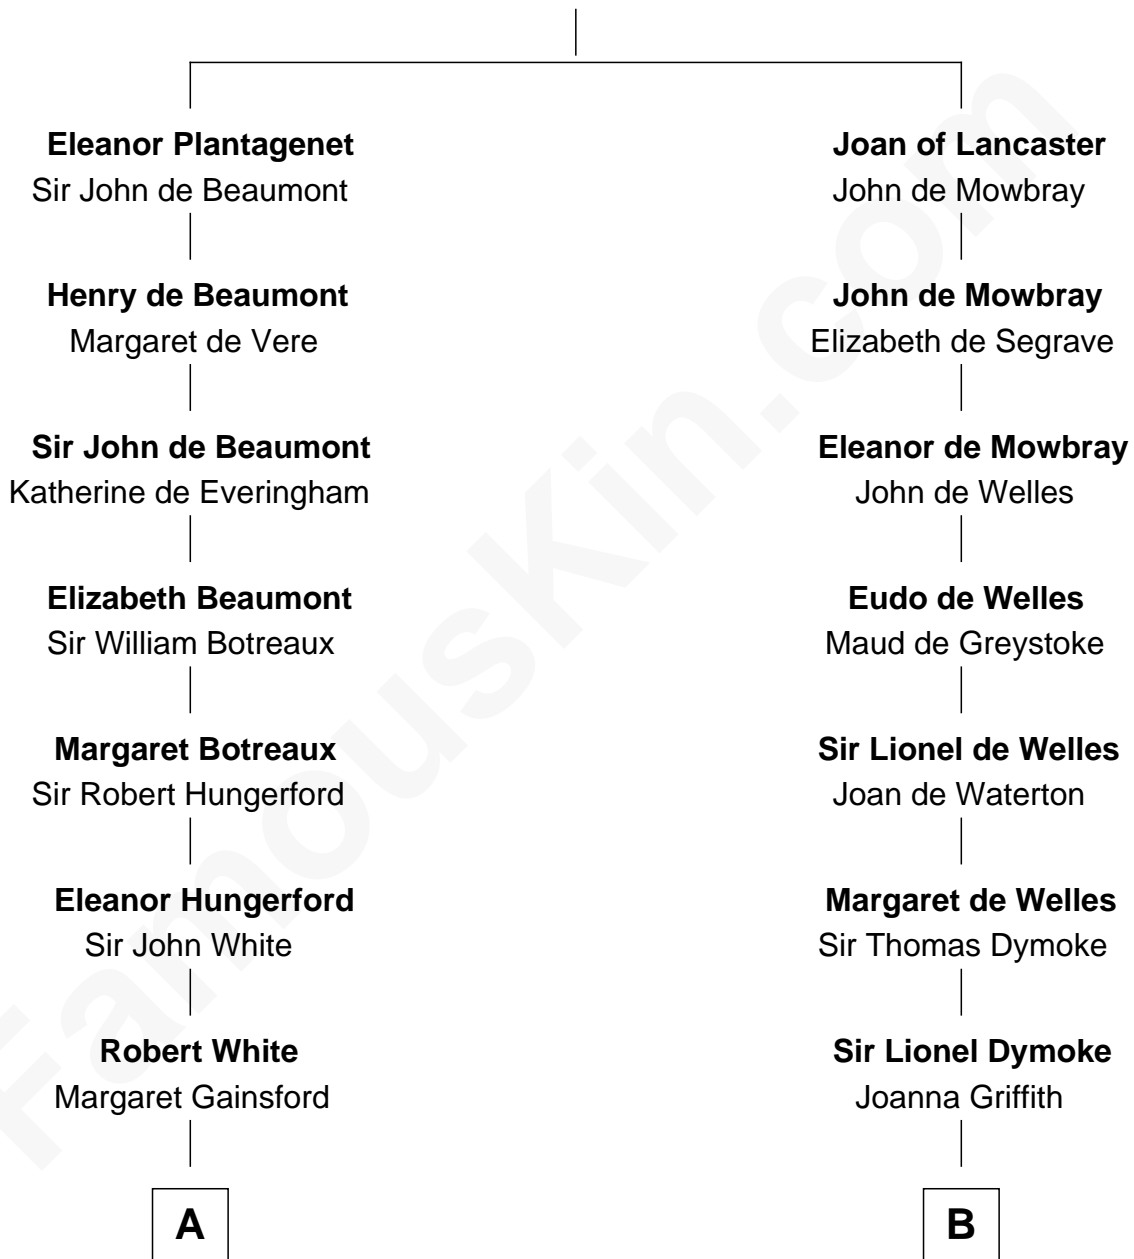 Eleanor Plantagenet
Sir John de Beaumont
Henry de Beaumont
Margaret de Vere
Sir John de Beaumont
Katherine de Everingham
Elizabeth Beaumont
Sir William Botreaux
Margaret Botreaux
Sir Robert Hungerford
Eleanor Hungerford
Sir John White
Robert White
Margaret Gainsford
A
Joan of Lancaster
John de Mowbray
John de Mowbray
Elizabeth de Segrave
Eleanor de Mowbray
John de Welles
Eudo de Welles
Maud de Greystoke
Sir Lionel de Welles
Joan de Waterton
Margaret de Welles
Sir Thomas Dymoke
Sir Lionel Dymoke
Joanna Griffith
B
FamousKin.com